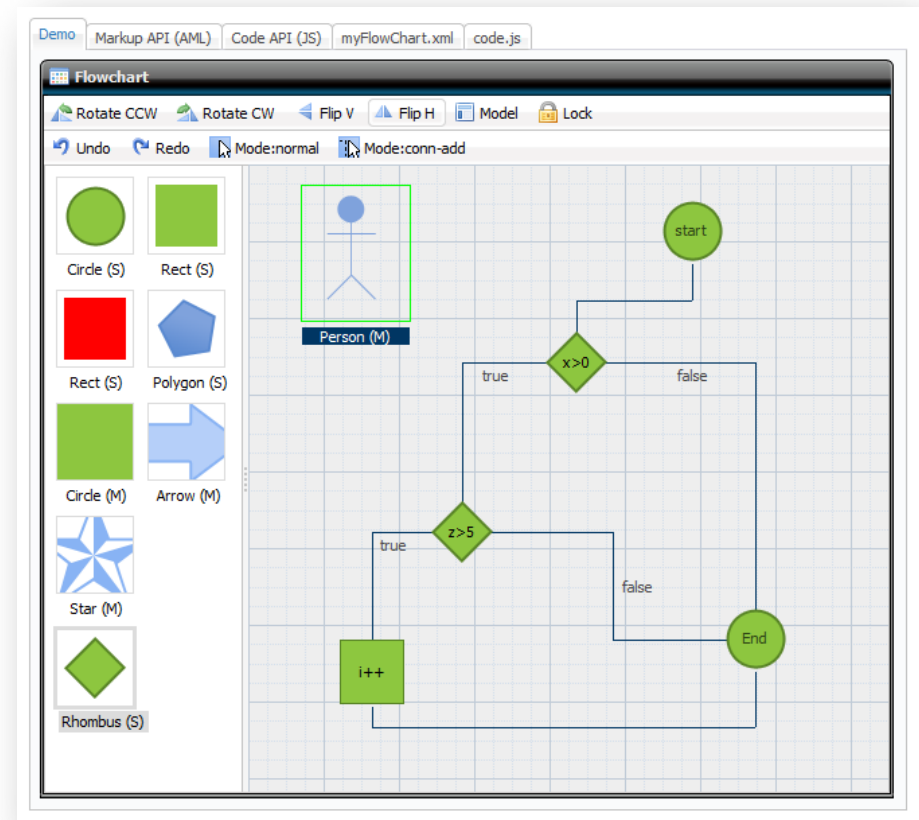 Demo Markup API (AML) Code API (JS) myFlowChart.xml code.js
Flowchart
Rotate CCW Rotate CW Flip V Flip H Model Lock
Undo Redo Mode:normal Mode:conn-add
Circle (S) Rect (S)
Rect (S) Polygon (S)
Circle (M) Arrow (M)
Star (M)
Rhombus (S)
Person (M)
start
x>0
true false
z>5
true
false
End
i++